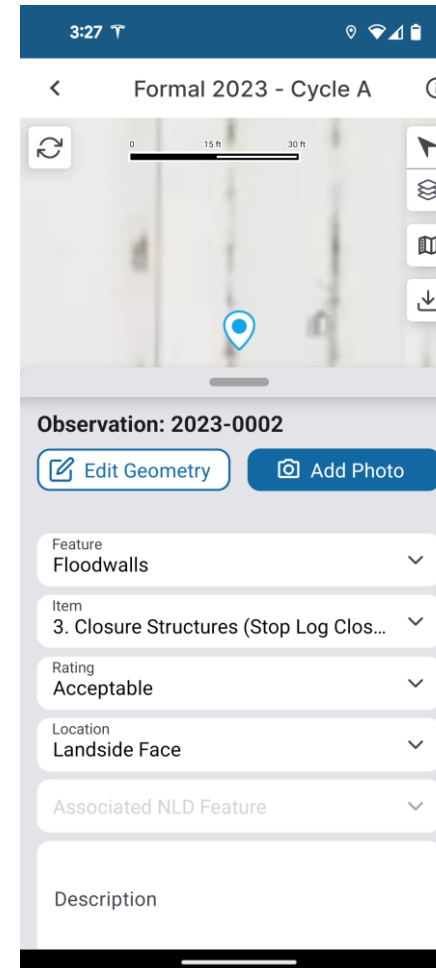 3:27
Formal 2023 - Cycle A
0 15 ft 30 ft
Observation: 2023-0002
Edit Geometry
Add Photo
Feature
Floodwalls
Item
3. Closure Structures (Stop Log Clos...
Rating
Acceptable
Location
Landside Face
Associated NLD Feature
Description